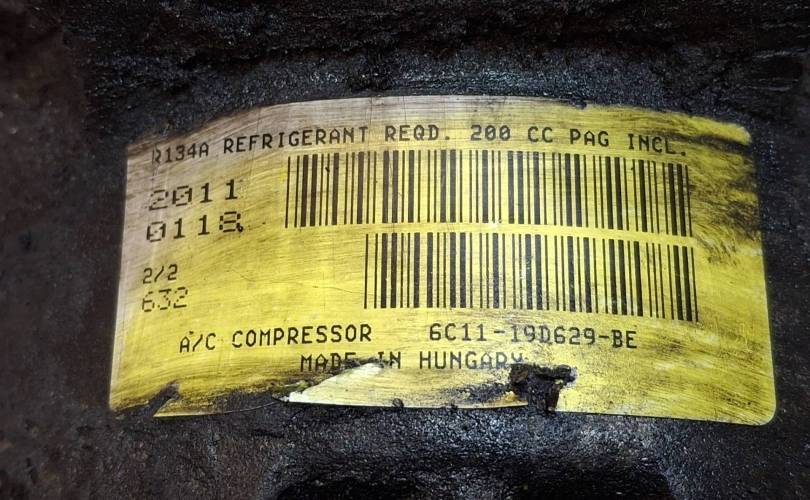 R134A REFRIGERANT REQD. 200 CC PAG INCL.
2011
0118
2/2
632
A/C COMPRESSOR 6C11-19D629-BE
MADE IN HUNGARY